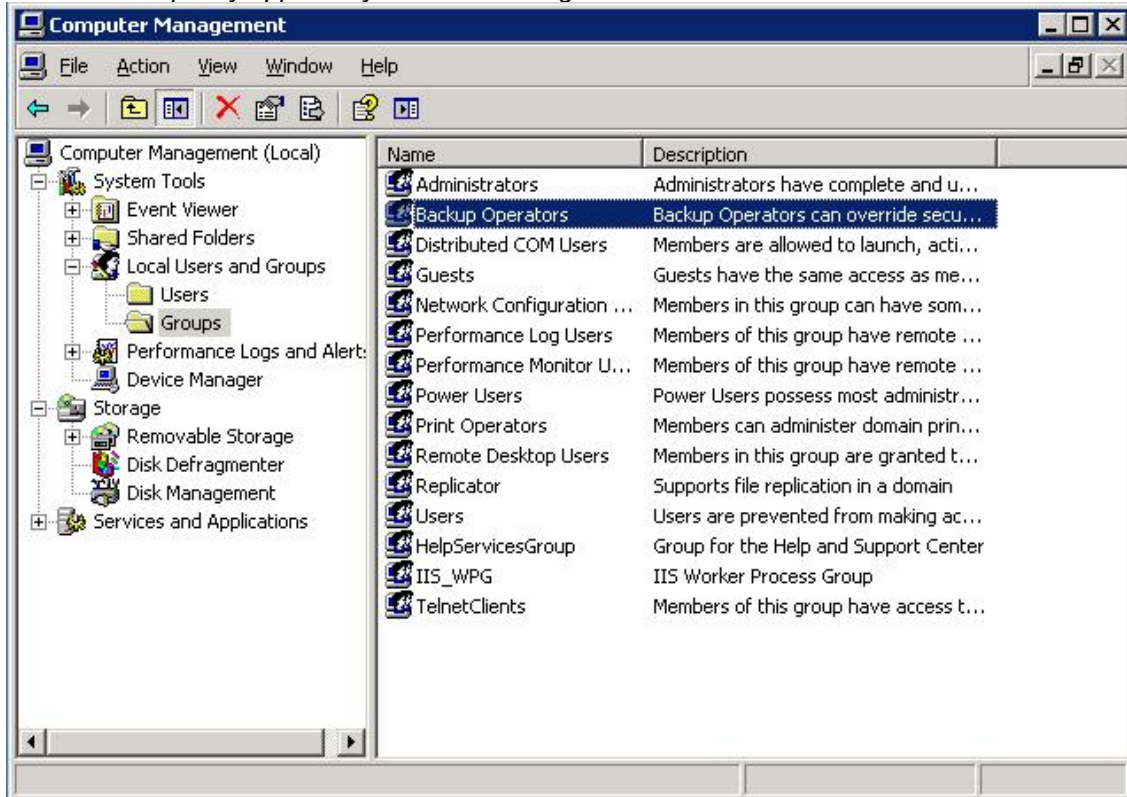 Computer Management
File Action View Window Help
Computer Management (Local)
System Tools
Event Viewer
Shared Folders
Local Users and Groups
Users
Groups
Performance Logs and Alert
Device Manager
Storage
Removable Storage
Disk Defragmenter
Disk Management
Services and Applications
Name Description
Administrators Administrators have complete and u...
Backup Operators Backup Operators can override secu...
Distributed COM Users Members are allowed to launch, acti...
Guests Guests have the same access as me...
Network Configuration ... Members in this group can have som...
Performance Log Users Members of this group have remote ...
Performance Monitor U... Members of this group have remote ...
Power Users Power Users possess most administr...
Print Operators Members can administer domain prin...
Remote Desktop Users Members in this group are granted t...
Replicator Supports file replication in a domain
Users Users are prevented from making ac...
HelpServicesGroup Group for the Help and Support Center
IIS_WPG IIS Worker Process Group
TelnetClients Members of this group have access t...